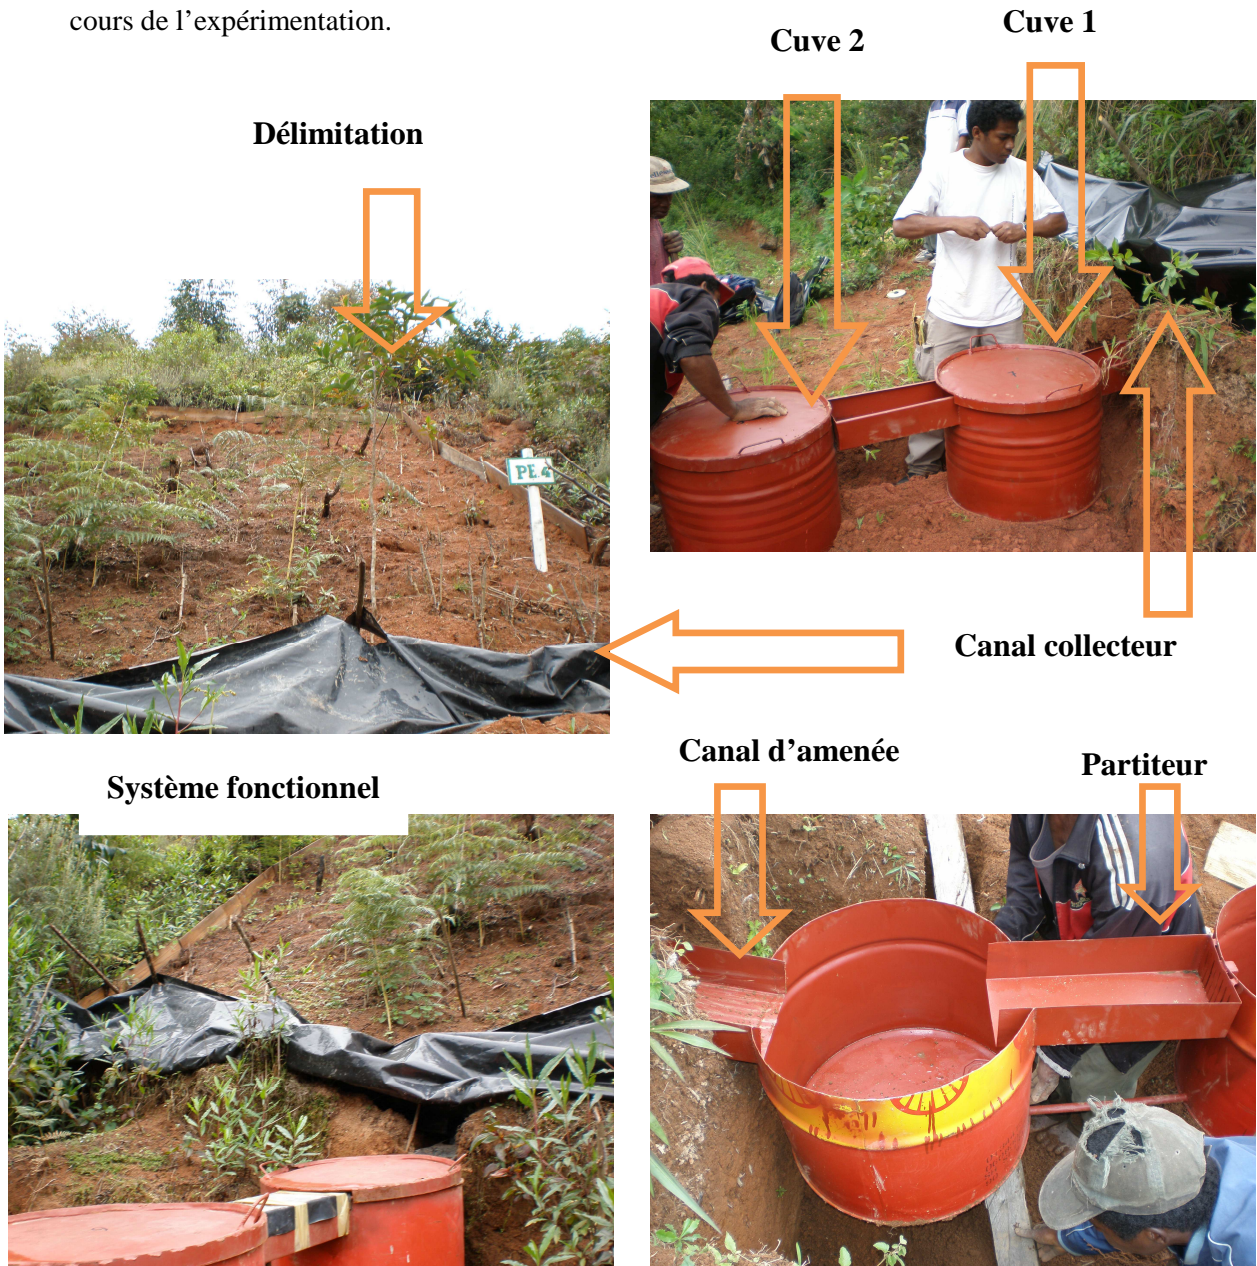 cours de l’expérimentation.
Cuve 2
Cuve 1
Délimitation
PE.4
Canal collecteur
Canal d’amenée
Partiteur
Système fonctionnel